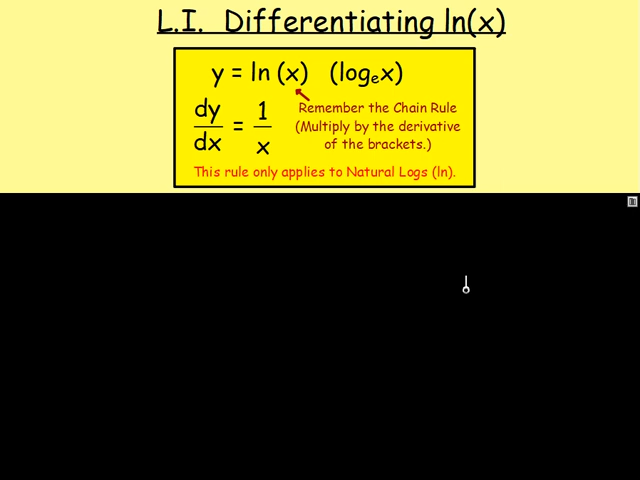 L.I. Differentiating ln(x)
y = ln (x) (logₑx)
dy/dx = 1/x
Remember the Chain Rule
(Multiply by the derivative
of the brackets.)
This rule only applies to Natural Logs (ln).